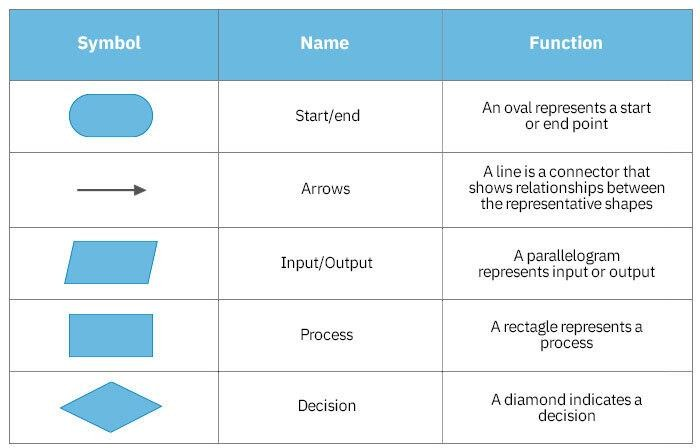 Symbol Name Function
Start/end
An oval represents a start
or end point
Arrows
A line is a connector that
shows relationships between
the representative shapes
Input/Output
A parallelogram
represents input or output
Process
A rectagle represents a
process
Decision
A diamond indicates a
decision